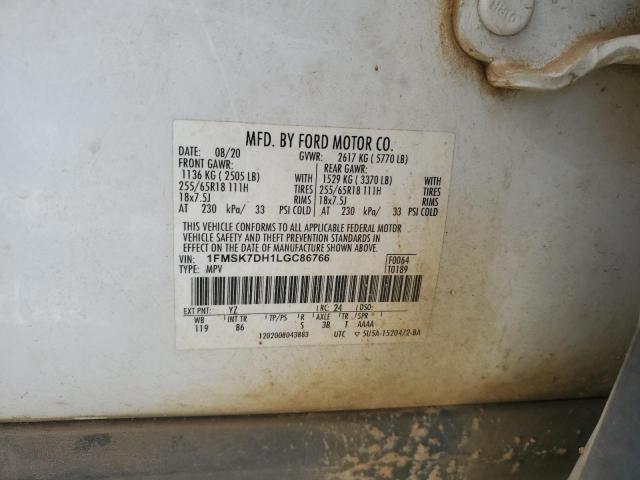 MFD. BY FORD MOTOR CO.
DATE: 08/20 GVWR: 2617 KG ( 5770 LB)
FRONT GAWR: REAR GAWR:
1136 KG ( 2505 LB) WITH 1529 KG ( 3370 LB) WITH
255/65R18 111H TIRES 255/65R18 111H TIRES
18x7.5J RIMS 18x7.5J RIMS
AT 230 kPa/ 33 PSI COLD AT 230 kPa/ 33 PSI COLD
THIS VEHICLE CONFORMS TO ALL APPLICABLE FEDERAL MOTOR
VEHICLE SAFETY AND THEFT PREVENTION STANDARDS IN
EFFECT ON THE DATE OF MANUFACTURE SHOWN ABOVE.
VIN: 1FMSK7DH1LGC86766 F0064
TYPE: MPV T0189
EXT PNT: YZ RC: 24 DSO:
WB INT TR TP/PS R AXLE TR SPR
119 86 S 3B T AAAA
1202008043863 UTC ▽ 5U5A-1520472-BA